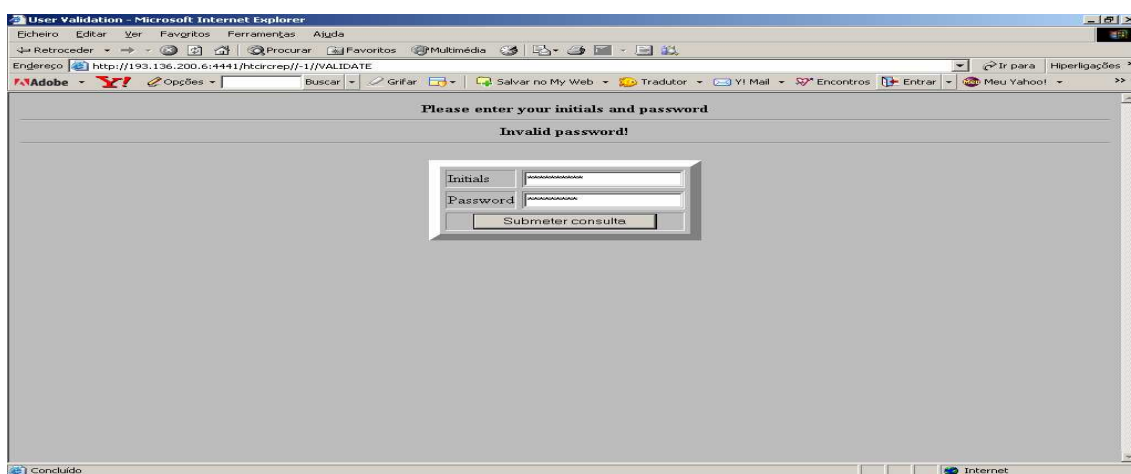 User Validation - Microsoft Internet Explorer
Ficheiro Editar Ver Favoritos Ferramentas Ajuda
Retroceder Procurar Favoritos Multimédia
Endereço http://193.136.200.6:4441/htcircrep//-1//VALIDATE Ir para Hiperligações
Adobe Y! Opções Buscar Grifar Salvar no My Web Tradutor Y! Mail Encontros Entrar Meu Yahoo! >>
Please enter your initials and password
Invalid password!
Initials **********
Password *********
Submeter consulta
Concluído Internet